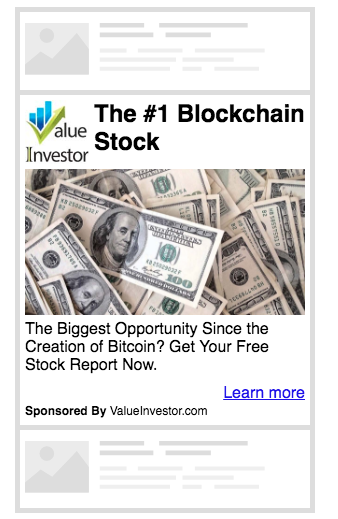 Value
Investor
The #1 Blockchain
Stock
100
The Biggest Opportunity Since the
Creation of Bitcoin? Get Your Free
Stock Report Now.
Learn more
Sponsored By ValueInvestor.com